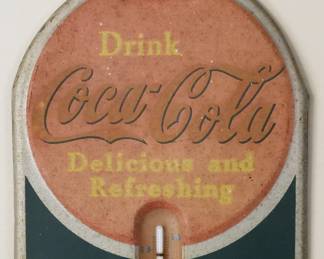 Drink
Coca-Cola
Delicious and
Refreshing